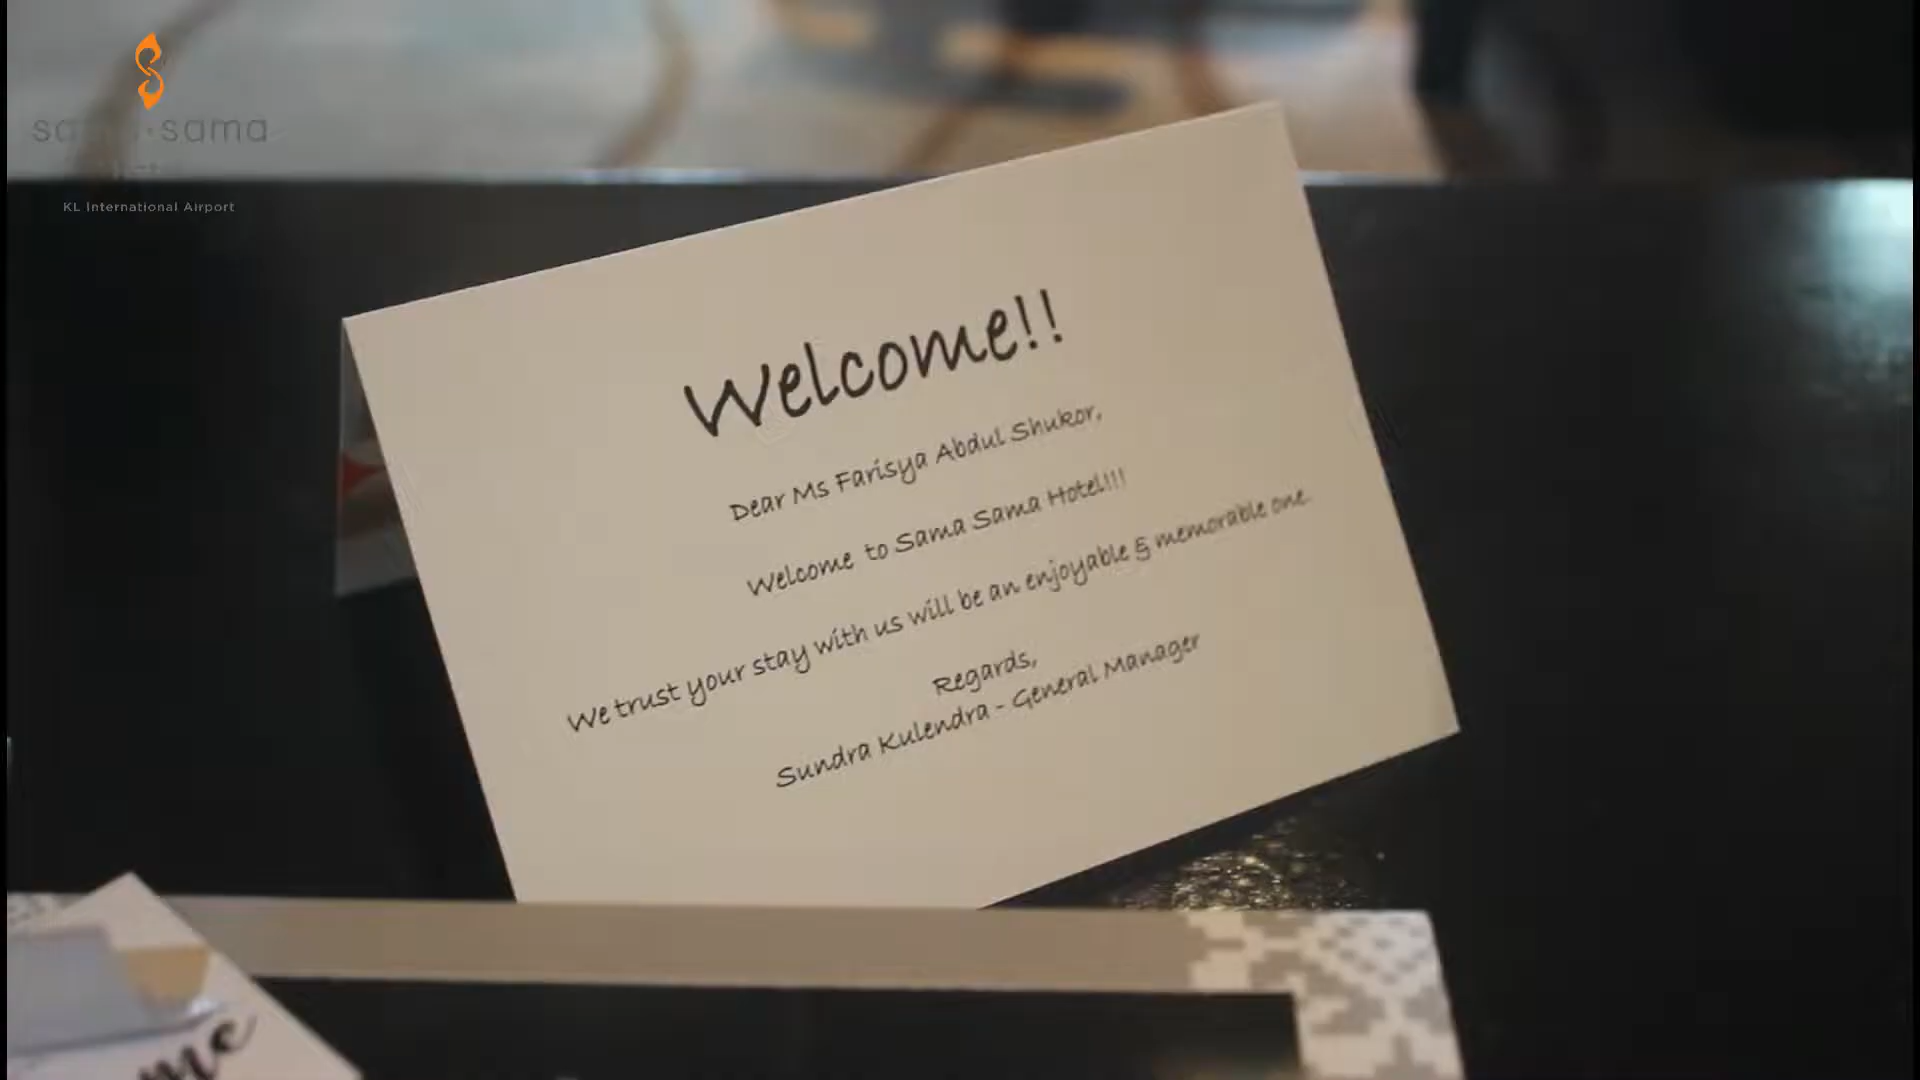 sama·sama
KL International Airport
Welcome!!
Dear Ms Farisya Abdul Shukor,
Welcome to Sama Sama Hotel!!!
We trust your stay with us will be an enjoyable & memorable one.
Regards,
Sundra Kulendra - General Manager
me